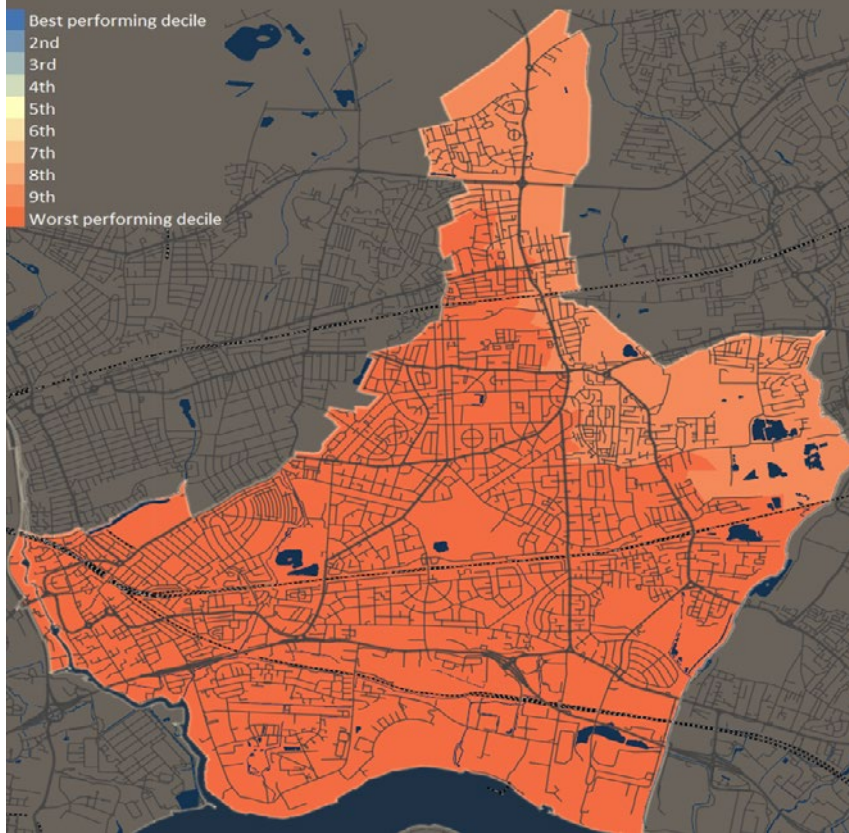 Best performing decile
2nd
3rd
4th
5th
6th
7th
8th
9th
Worst performing decile